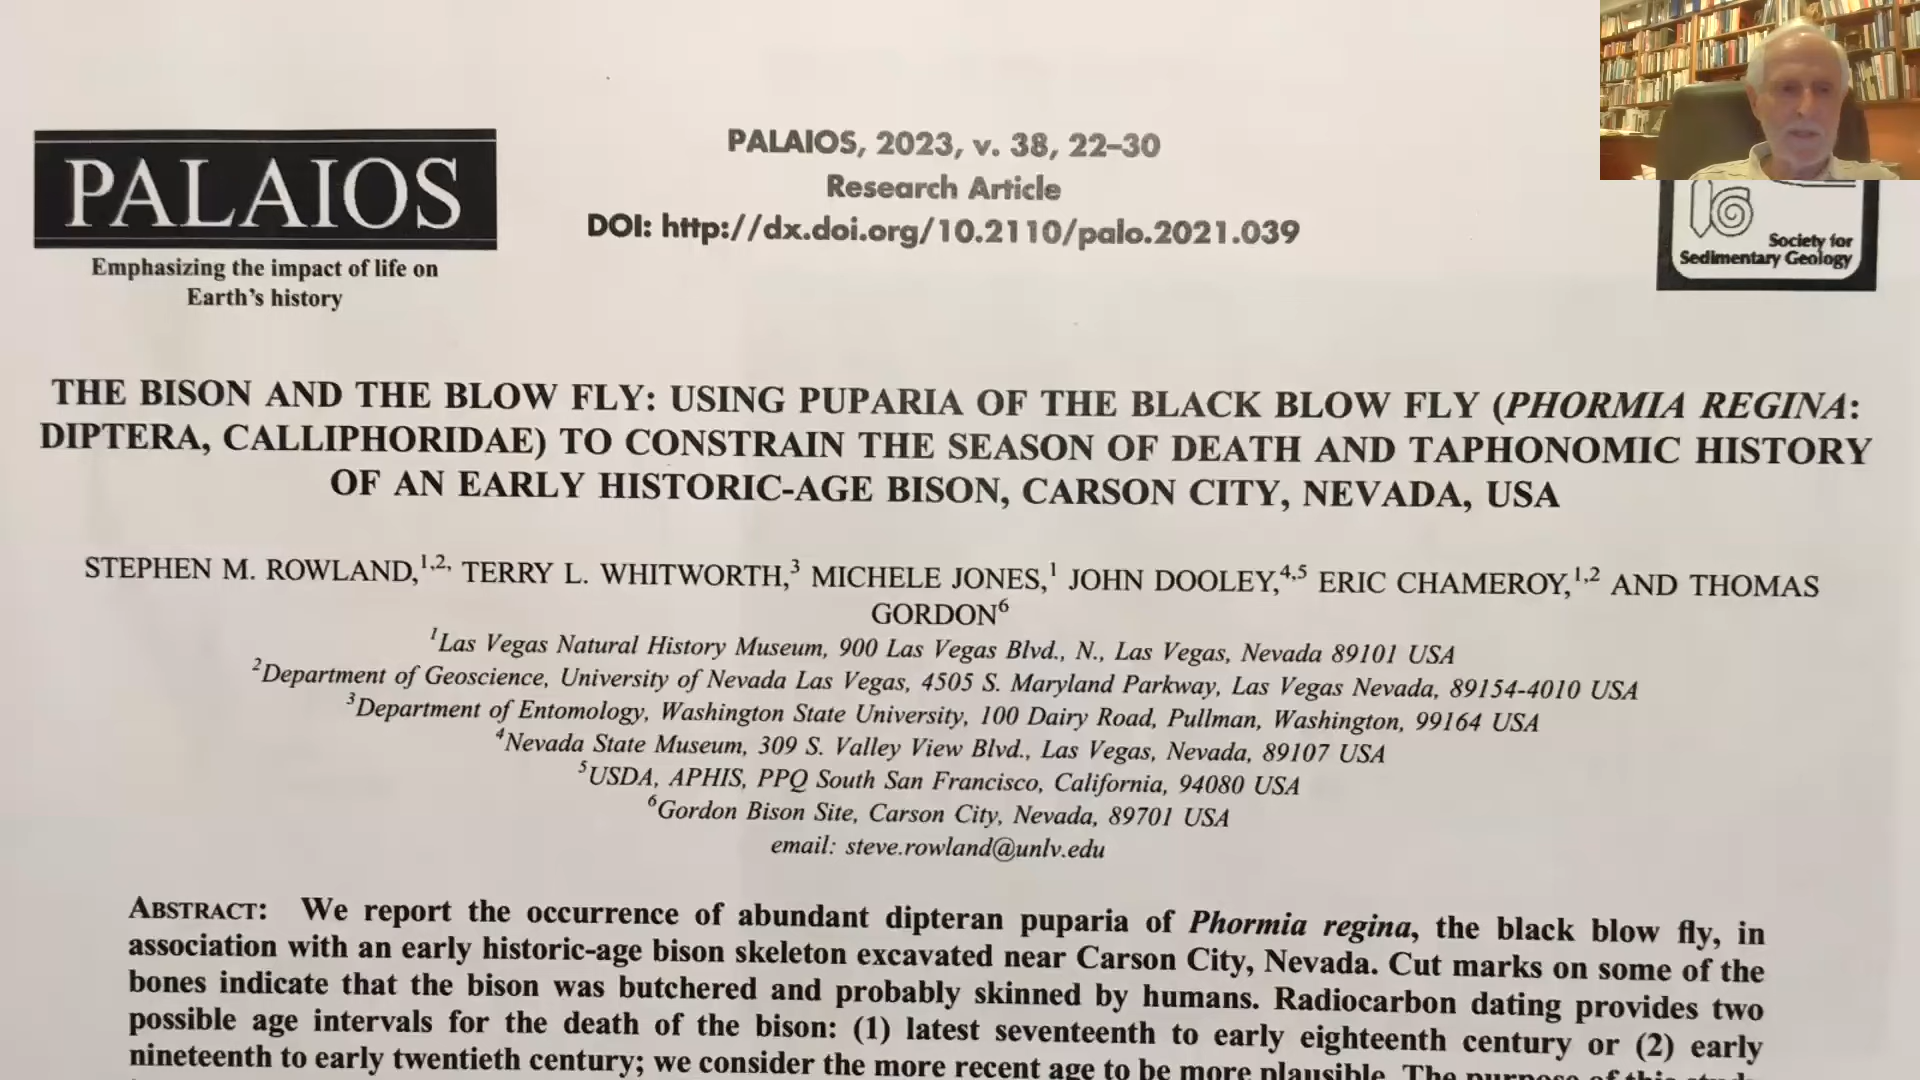 PALAIOS
Emphasizing the impact of life on
Earth's history
PALAIOS, 2023, v. 38, 22–30
Research Article
DOI: http://dx.doi.org/10.2110/palo.2021.039
Society for
Sedimentary Geology
THE BISON AND THE BLOW FLY: USING PUPARIA OF THE BLACK BLOW FLY (PHORMIA REGINA:
DIPTERA, CALLIPHORIDAE) TO CONSTRAIN THE SEASON OF DEATH AND TAPHONOMIC HISTORY
OF AN EARLY HISTORIC-AGE BISON, CARSON CITY, NEVADA, USA
STEPHEN M. ROWLAND,1,2, TERRY L. WHITWORTH,3 MICHELE JONES,1 JOHN DOOLEY,4,5 ERIC CHAMEROY,1,2 AND THOMAS
GORDON6
1Las Vegas Natural History Museum, 900 Las Vegas Blvd., N., Las Vegas, Nevada 89101 USA
2Department of Geoscience, University of Nevada Las Vegas, 4505 S. Maryland Parkway, Las Vegas Nevada, 89154-4010 USA
3Department of Entomology, Washington State University, 100 Dairy Road, Pullman, Washington, 99164 USA
4Nevada State Museum, 309 S. Valley View Blvd., Las Vegas, Nevada, 89107 USA
5USDA, APHIS, PPQ South San Francisco, California, 94080 USA
6Gordon Bison Site, Carson City, Nevada, 89701 USA
email: steve.rowland@unlv.edu
ABSTRACT: We report the occurrence of abundant dipteran puparia of Phormia regina, the black blow fly, in
association with an early historic-age bison skeleton excavated near Carson City, Nevada. Cut marks on some of the
bones indicate that the bison was butchered and probably skinned by humans. Radiocarbon dating provides two
possible age intervals for the death of the bison: (1) latest seventeenth to early eighteenth century or (2) early
nineteenth to early twentieth century; we consider the more recent age to be more plausible. The purpose of this study